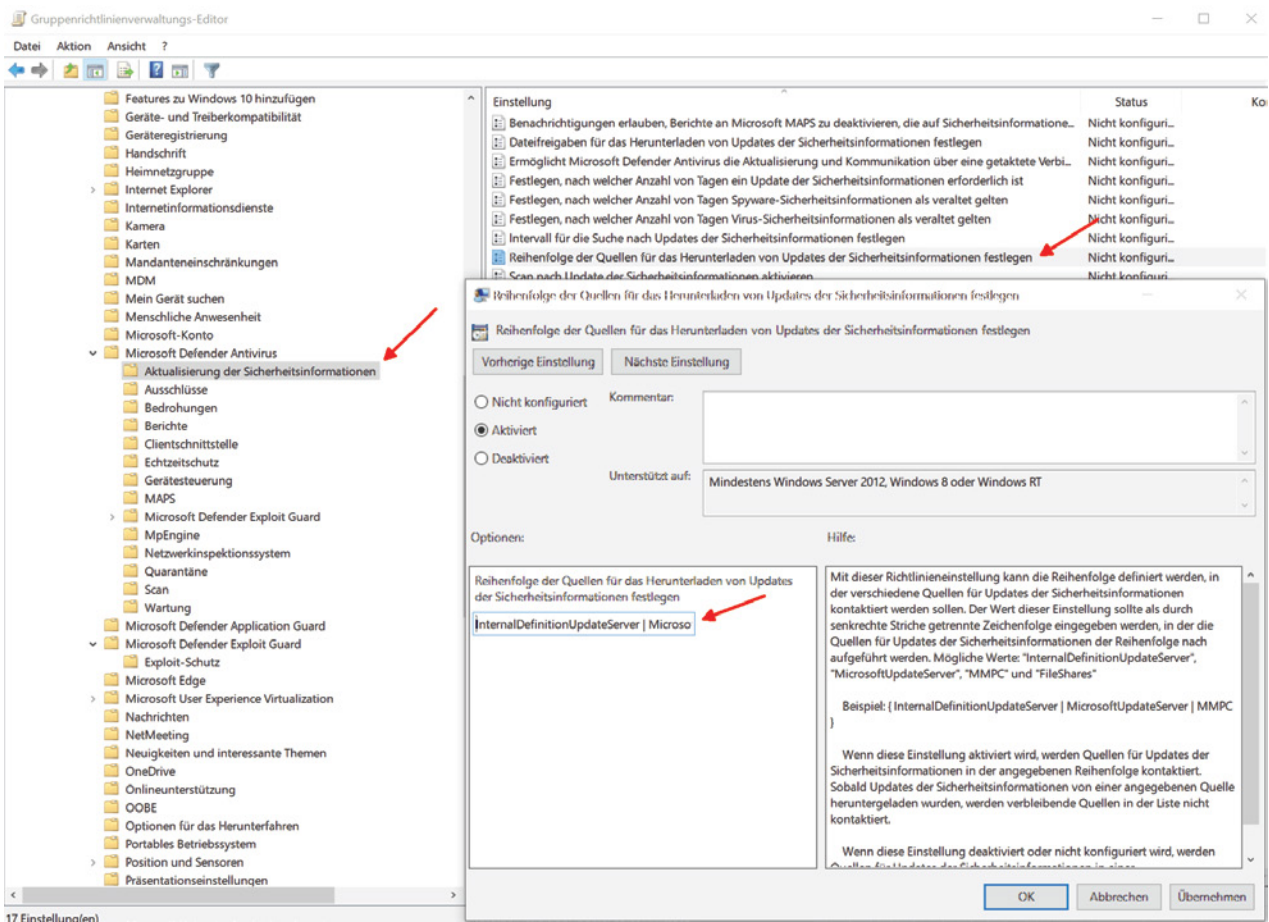 Gruppenrichtlinienverwaltungs-Editor
Datei Aktion Ansicht ?
Features zu Windows 10 hinzufügen
Geräte- und Treiberkompatibilität
Geräteregistrierung
Handschrift
Heimnetzgruppe
Internet Explorer
Internetinformationsdienste
Kamera
Karten
Mandanteneinschränkungen
MDM
Mein Gerät suchen
Menschliche Anwesenheit
Microsoft-Konto
Microsoft Defender Antivirus
Aktualisierung der Sicherheitsinformationen
Ausschlüsse
Bedrohungen
Berichte
Clientschnittstelle
Echtzeitschutz
Gerätesteuerung
MAPS
Microsoft Defender Exploit Guard
MpEngine
Netzwerkinspektionssystem
Quarantäne
Scan
Wartung
Microsoft Defender Application Guard
Microsoft Defender Exploit Guard
Exploit-Schutz
Microsoft Edge
Microsoft User Experience Virtualization
Nachrichten
NetMeeting
Neuigkeiten und interessante Themen
OneDrive
Onlineunterstützung
OOBE
Optionen für das Herunterfahren
Portables Betriebssystem
Position und Sensoren
Präsentationseinstellungen
17 Einstellung(en)
Einstellung Status Ko
Benachrichtigungen erlauben, Berichte an Microsoft MAPS zu deaktivieren, die auf Sicherheitsinformatione... Nicht konfiguri...
Dateifreigaben für das Herunterladen von Updates der Sicherheitsinformationen festlegen Nicht konfiguri...
Ermöglicht Microsoft Defender Antivirus die Aktualisierung und Kommunikation über eine getaktete Verbi... Nicht konfiguri...
Festlegen, nach welcher Anzahl von Tagen ein Update der Sicherheitsinformationen erforderlich ist Nicht konfiguri...
Festlegen, nach welcher Anzahl von Tagen Spyware-Sicherheitsinformationen als veraltet gelten Nicht konfiguri...
Festlegen, nach welcher Anzahl von Tagen Virus-Sicherheitsinformationen als veraltet gelten Nicht konfiguri...
Intervall für die Suche nach Updates der Sicherheitsinformationen festlegen Nicht konfiguri...
Reihenfolge der Quellen für das Herunterladen von Updates der Sicherheitsinformationen festlegen Nicht konfiguri...
Scan nach Update der Sicherheitsinformationen aktivieren Nicht konfiguri
Reihenfolge der Quellen für das Herunterladen von Updates der Sicherheitsinformationen festlegen
Reihenfolge der Quellen für das Herunterladen von Updates der Sicherheitsinformationen festlegen
Vorherige Einstellung Nächste Einstellung
Nicht konfiguriert Kommentar:
Aktiviert
Deaktiviert
Unterstützt auf: Mindestens Windows Server 2012, Windows 8 oder Windows RT
Optionen: Hilfe:
Reihenfolge der Quellen für das Herunterladen von Updates
der Sicherheitsinformationen festlegen
InternalDefinitionUpdateServer | Microso
Mit dieser Richtlinieneinstellung kann die Reihenfolge definiert werden, in
der verschiedene Quellen für Updates der Sicherheitsinformationen
kontaktiert werden sollen. Der Wert dieser Einstellung sollte als durch
senkrechte Striche getrennte Zeichenfolge eingegeben werden, in der die
Quellen für Updates der Sicherheitsinformationen der Reihenfolge nach
aufgeführt werden. Mögliche Werte: "InternalDefinitionUpdateServer",
"MicrosoftUpdateServer", "MMPC" und "FileShares"
Beispiel: { InternalDefinitionUpdateServer | MicrosoftUpdateServer | MMPC
}
Wenn diese Einstellung aktiviert wird, werden Quellen für Updates der
Sicherheitsinformationen in der angegebenen Reihenfolge kontaktiert.
Sobald Updates der Sicherheitsinformationen von einer angegebenen Quelle
heruntergeladen wurden, werden verbleibende Quellen in der Liste nicht
kontaktiert.
Wenn diese Einstellung deaktiviert oder nicht konfiguriert wird, werden
Quellen für Updates der Sicherheitsinformationen in einer
OK Abbrechen Übernehmen